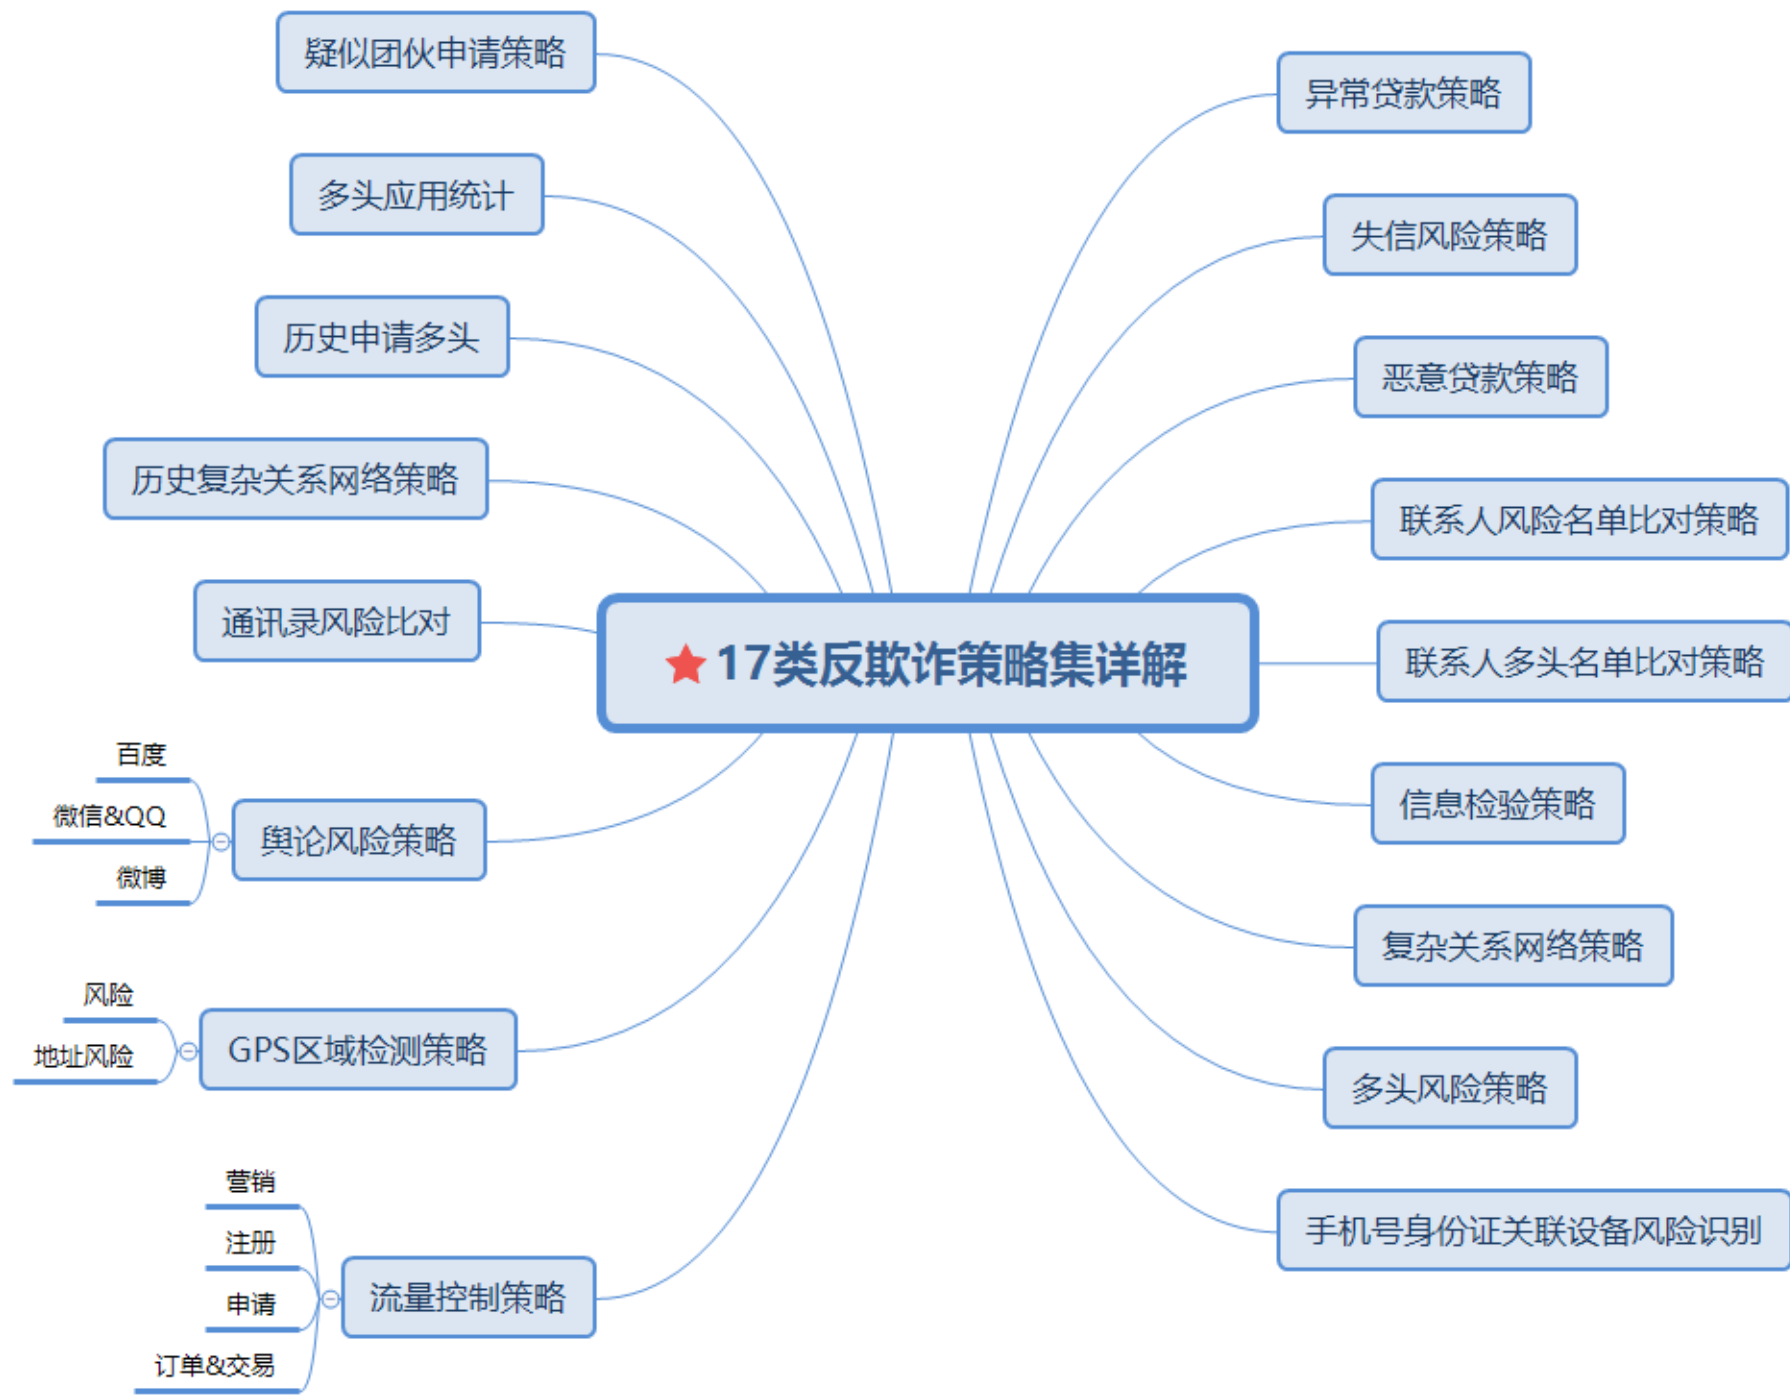 17类反欺诈策略集详解
异常贷款策略
失信风险策略
恶意贷款策略
联系人风险名单比对策略
联系人多头名单比对策略
信息检验策略
复杂关系网络策略
多头风险策略
手机号身份证关联设备风险识别
疑似团伙申请策略
多头应用统计
历史申请多头
历史复杂关系网络策略
通讯录风险比对
舆论风险策略
百度
微信&QQ
微博
GPS区域检测策略
风险
地址风险
流量控制策略
营销
注册
申请
订单&交易